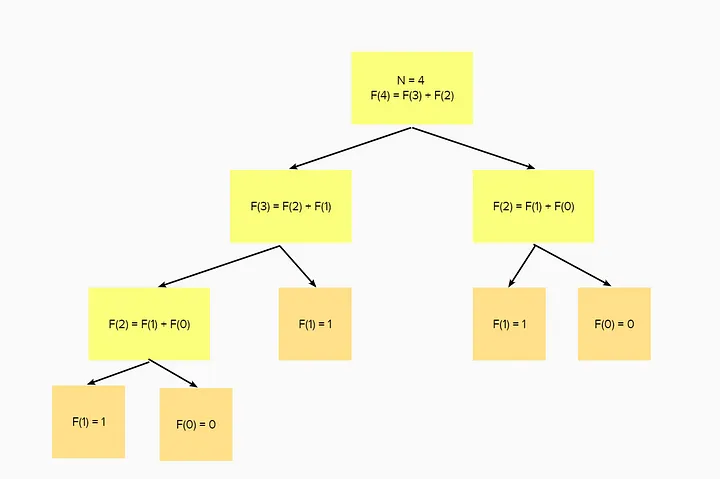 N = 4
F(4) = F(3) + F(2)
F(3) = F(2) + F(1)
F(2) = F(1) + F(0)
F(2) = F(1) + F(0)
F(1) = 1
F(1) = 1
F(0) = 0
F(1) = 1
F(0) = 0